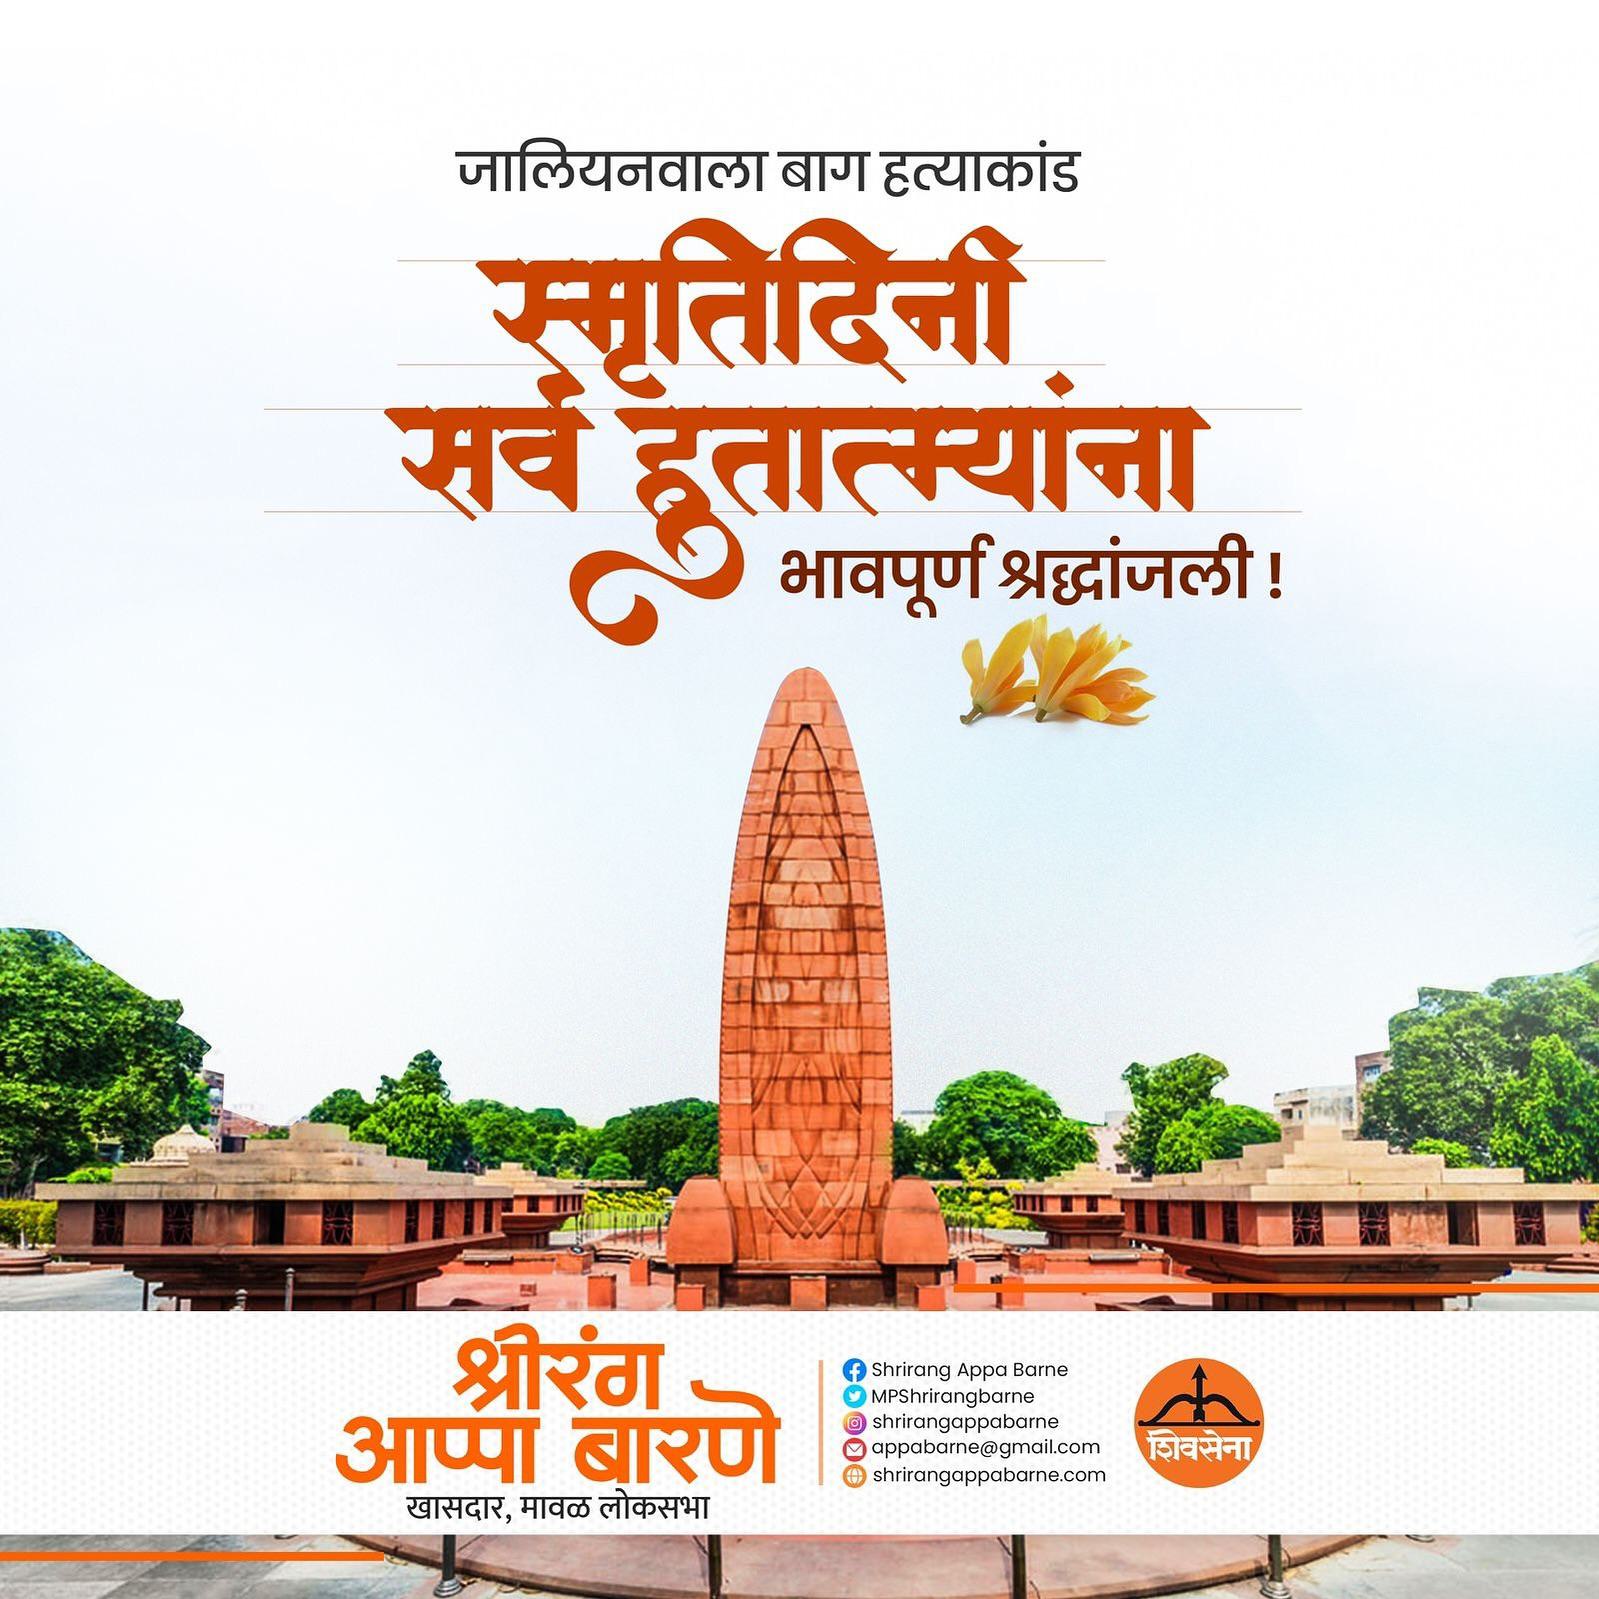 जालियनवाला बाग हत्याकांड
स्मृतिदिनी
सर्व हुतात्म्यांना
भावपूर्ण श्रद्धांजली !
श्रीरंग
आप्पा बारणे
खासदार, मावळ लोकसभा
Shrirang Appa Barne
MPShrirangbarne
shrirangappabarne
appabarne@gmail.com
shrirangappabarne.com
शिवसेना